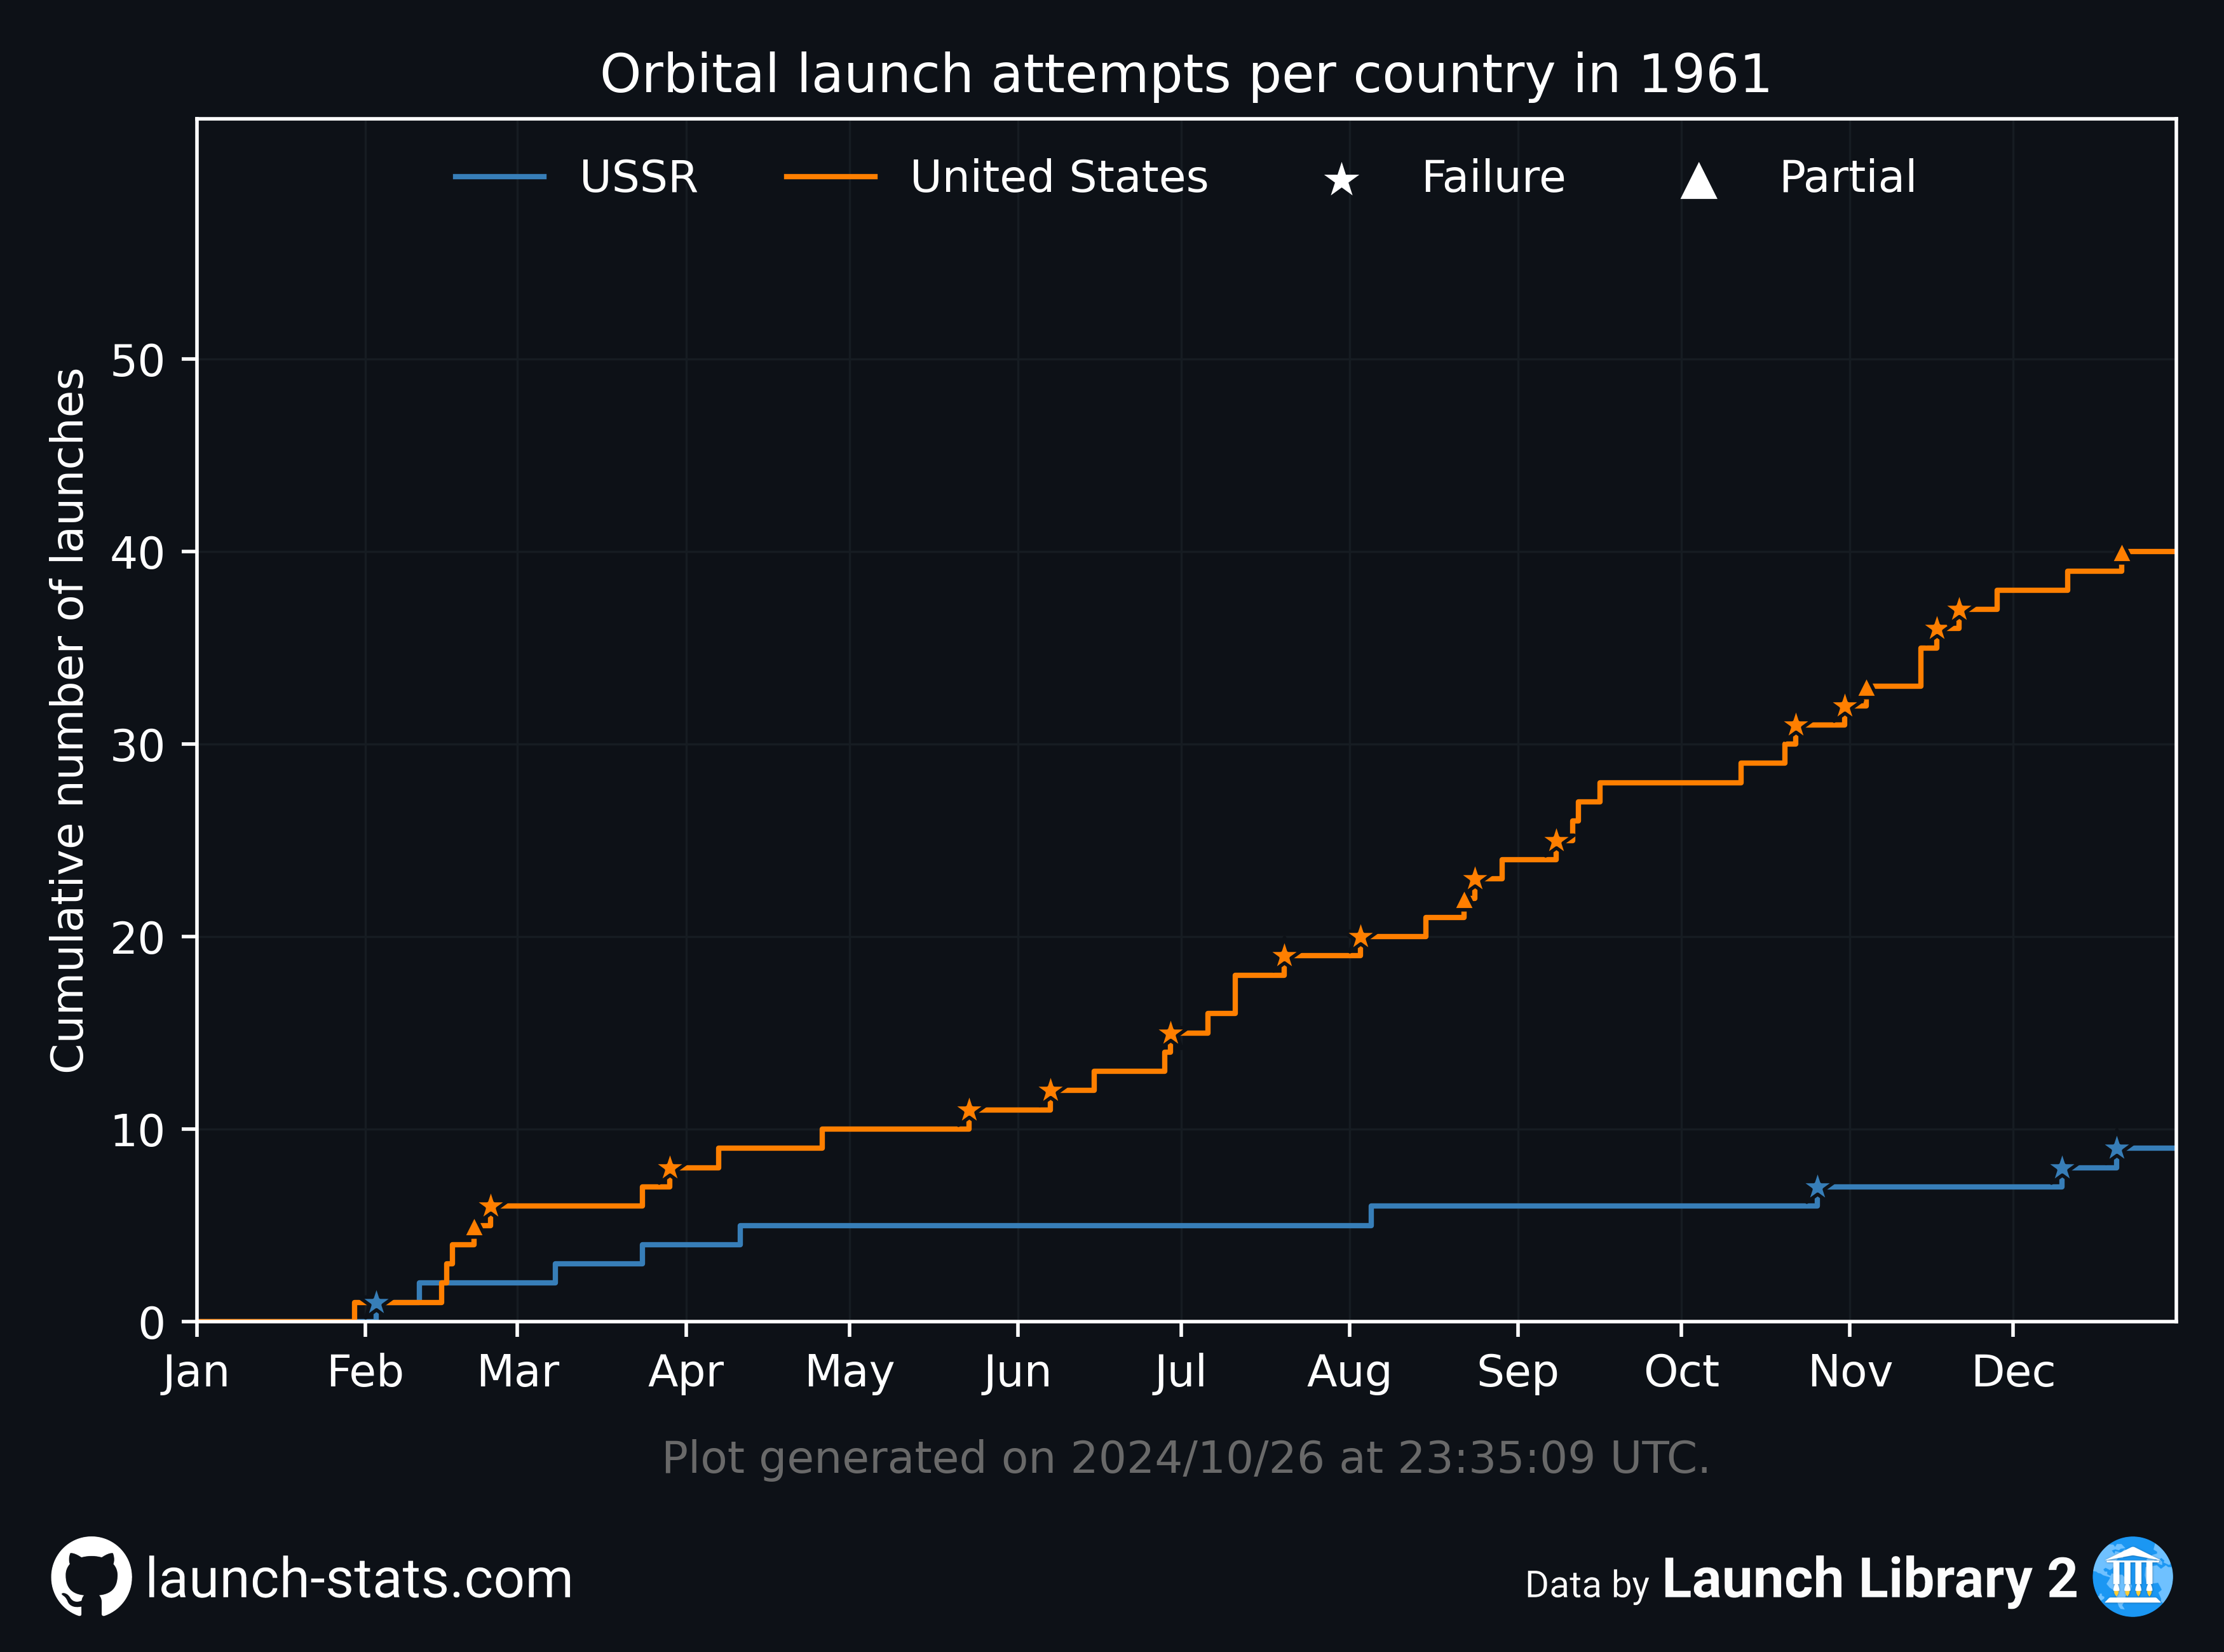 Orbital launch attempts per country in 1961
USSR United States Failure Partial
Cumulative number of launches
50
40
30
20
10
0
Jan Feb Mar Apr May Jun Jul Aug Sep Oct Nov Dec
Plot generated on 2024/10/26 at 23:35:09 UTC.
launch-stats.com
Data by Launch Library 2